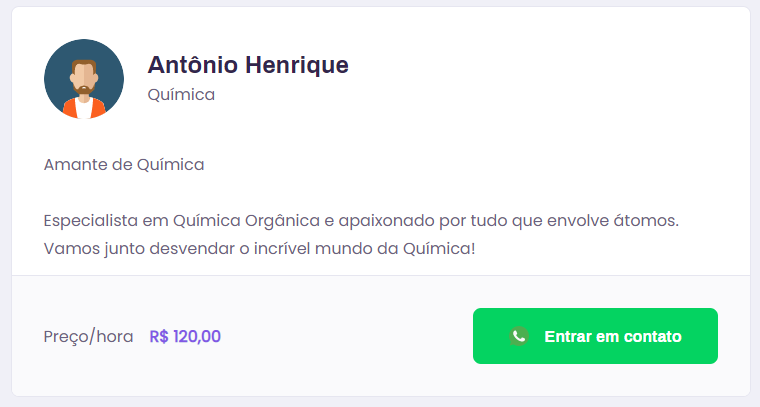 Antônio Henrique
Química
Amante de Química
Especialista em Química Orgânica e apaixonado por tudo que envolve átomos.
Vamos junto desvendar o incrível mundo da Química!
Preço/hora R$ 120,00
Entrar em contato